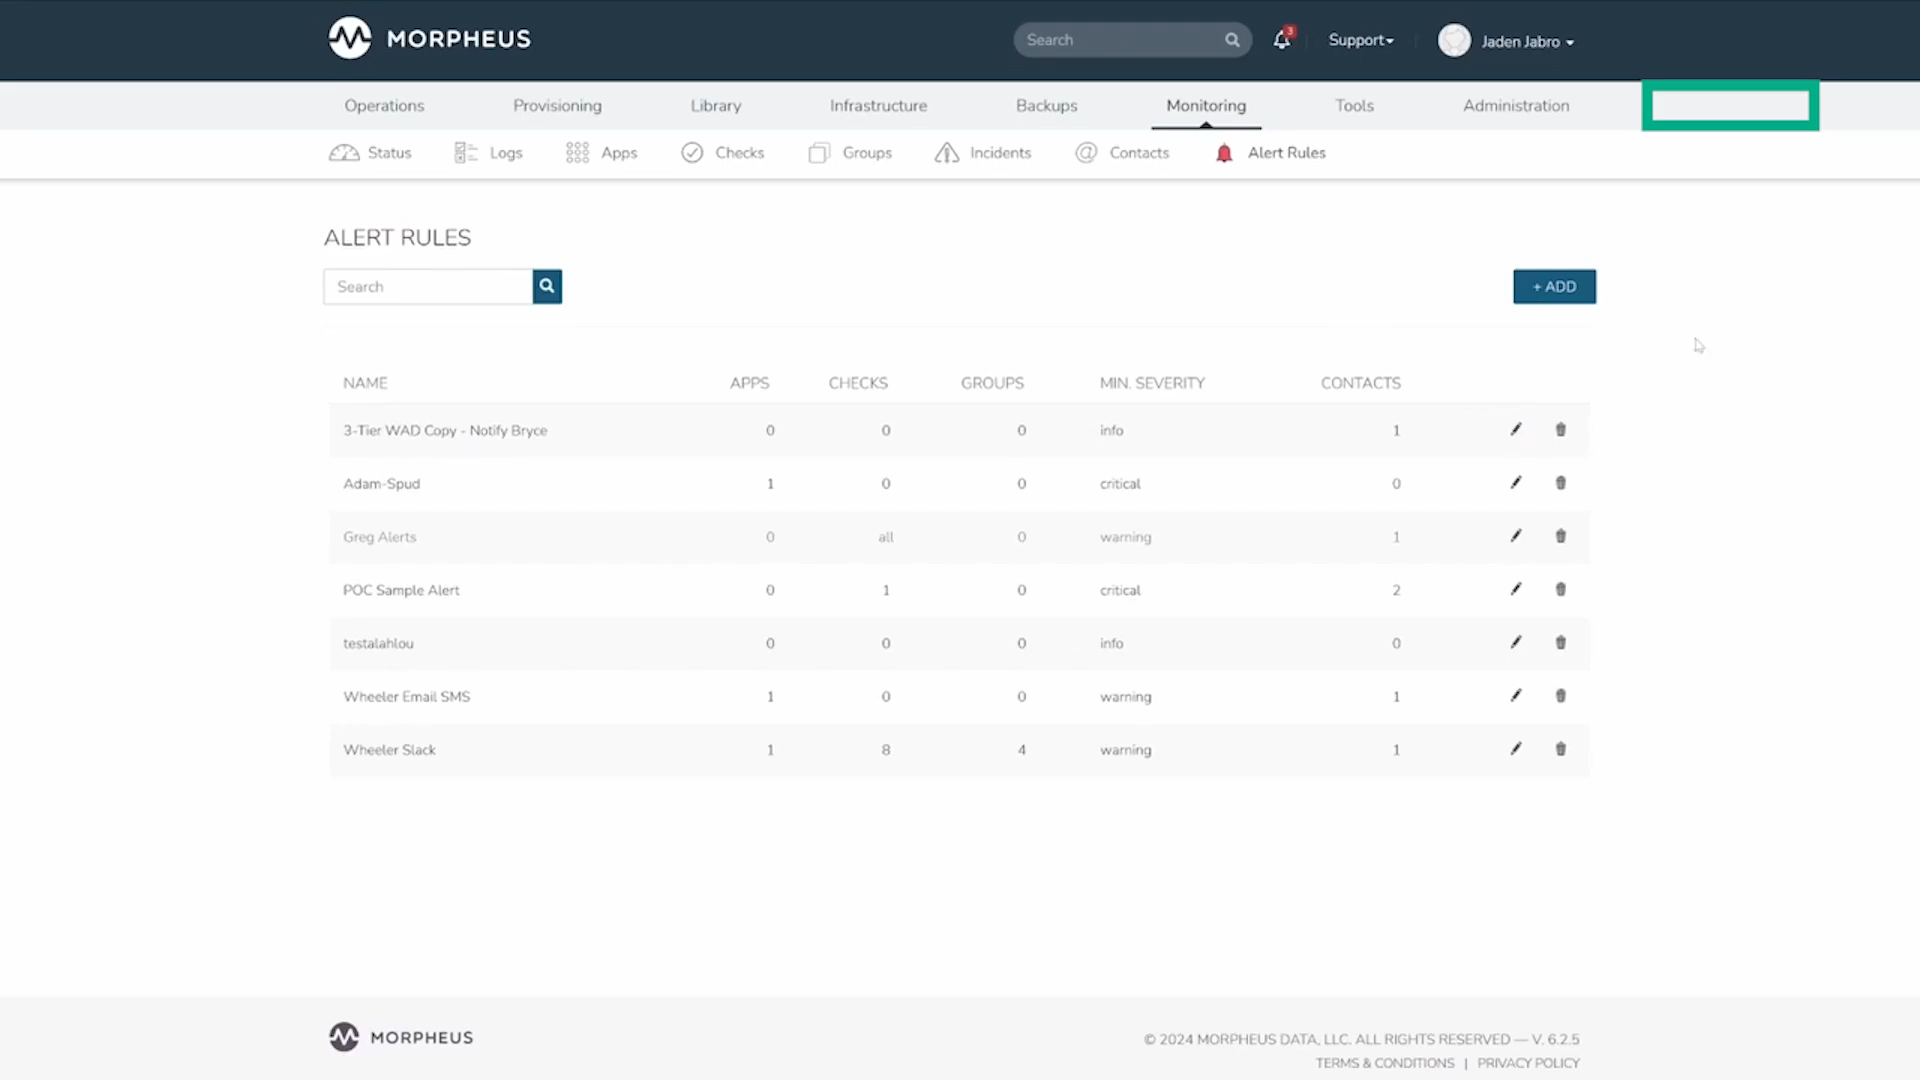 MORPHEUS
Search
3
Support
Jaden Jabro
Operations
Provisioning
Library
Infrastructure
Backups
Monitoring
Tools
Administration
Status
Logs
Apps
Checks
Groups
Incidents
Contacts
Alert Rules
ALERT RULES
Search
+ ADD
NAME APPS CHECKS GROUPS MIN. SEVERITY CONTACTS
3-Tier WAD Copy - Notify Bryce 0 0 0 info 1
Adam-Spud 1 0 0 critical 0
Greg Alerts 0 all 0 warning 1
POC Sample Alert 0 1 0 critical 2
testalahlou 0 0 0 info 0
Wheeler Email SMS 1 0 0 warning 1
Wheeler Slack 1 8 4 warning 1
MORPHEUS
© 2024 MORPHEUS DATA, LLC. ALL RIGHTS RESERVED — V. 6.2.5
TERMS & CONDITIONS | PRIVACY POLICY